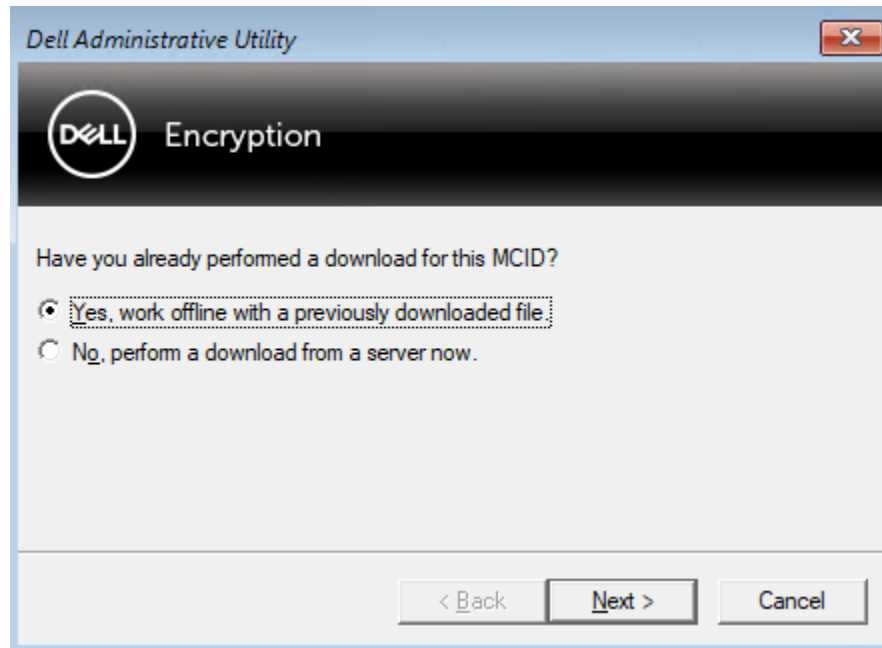 Dell Administrative Utility
DELL Encryption
Have you already performed a download for this MCID?
Yes, work offline with a previously downloaded file.
No, perform a download from a server now.
< Back Next > Cancel